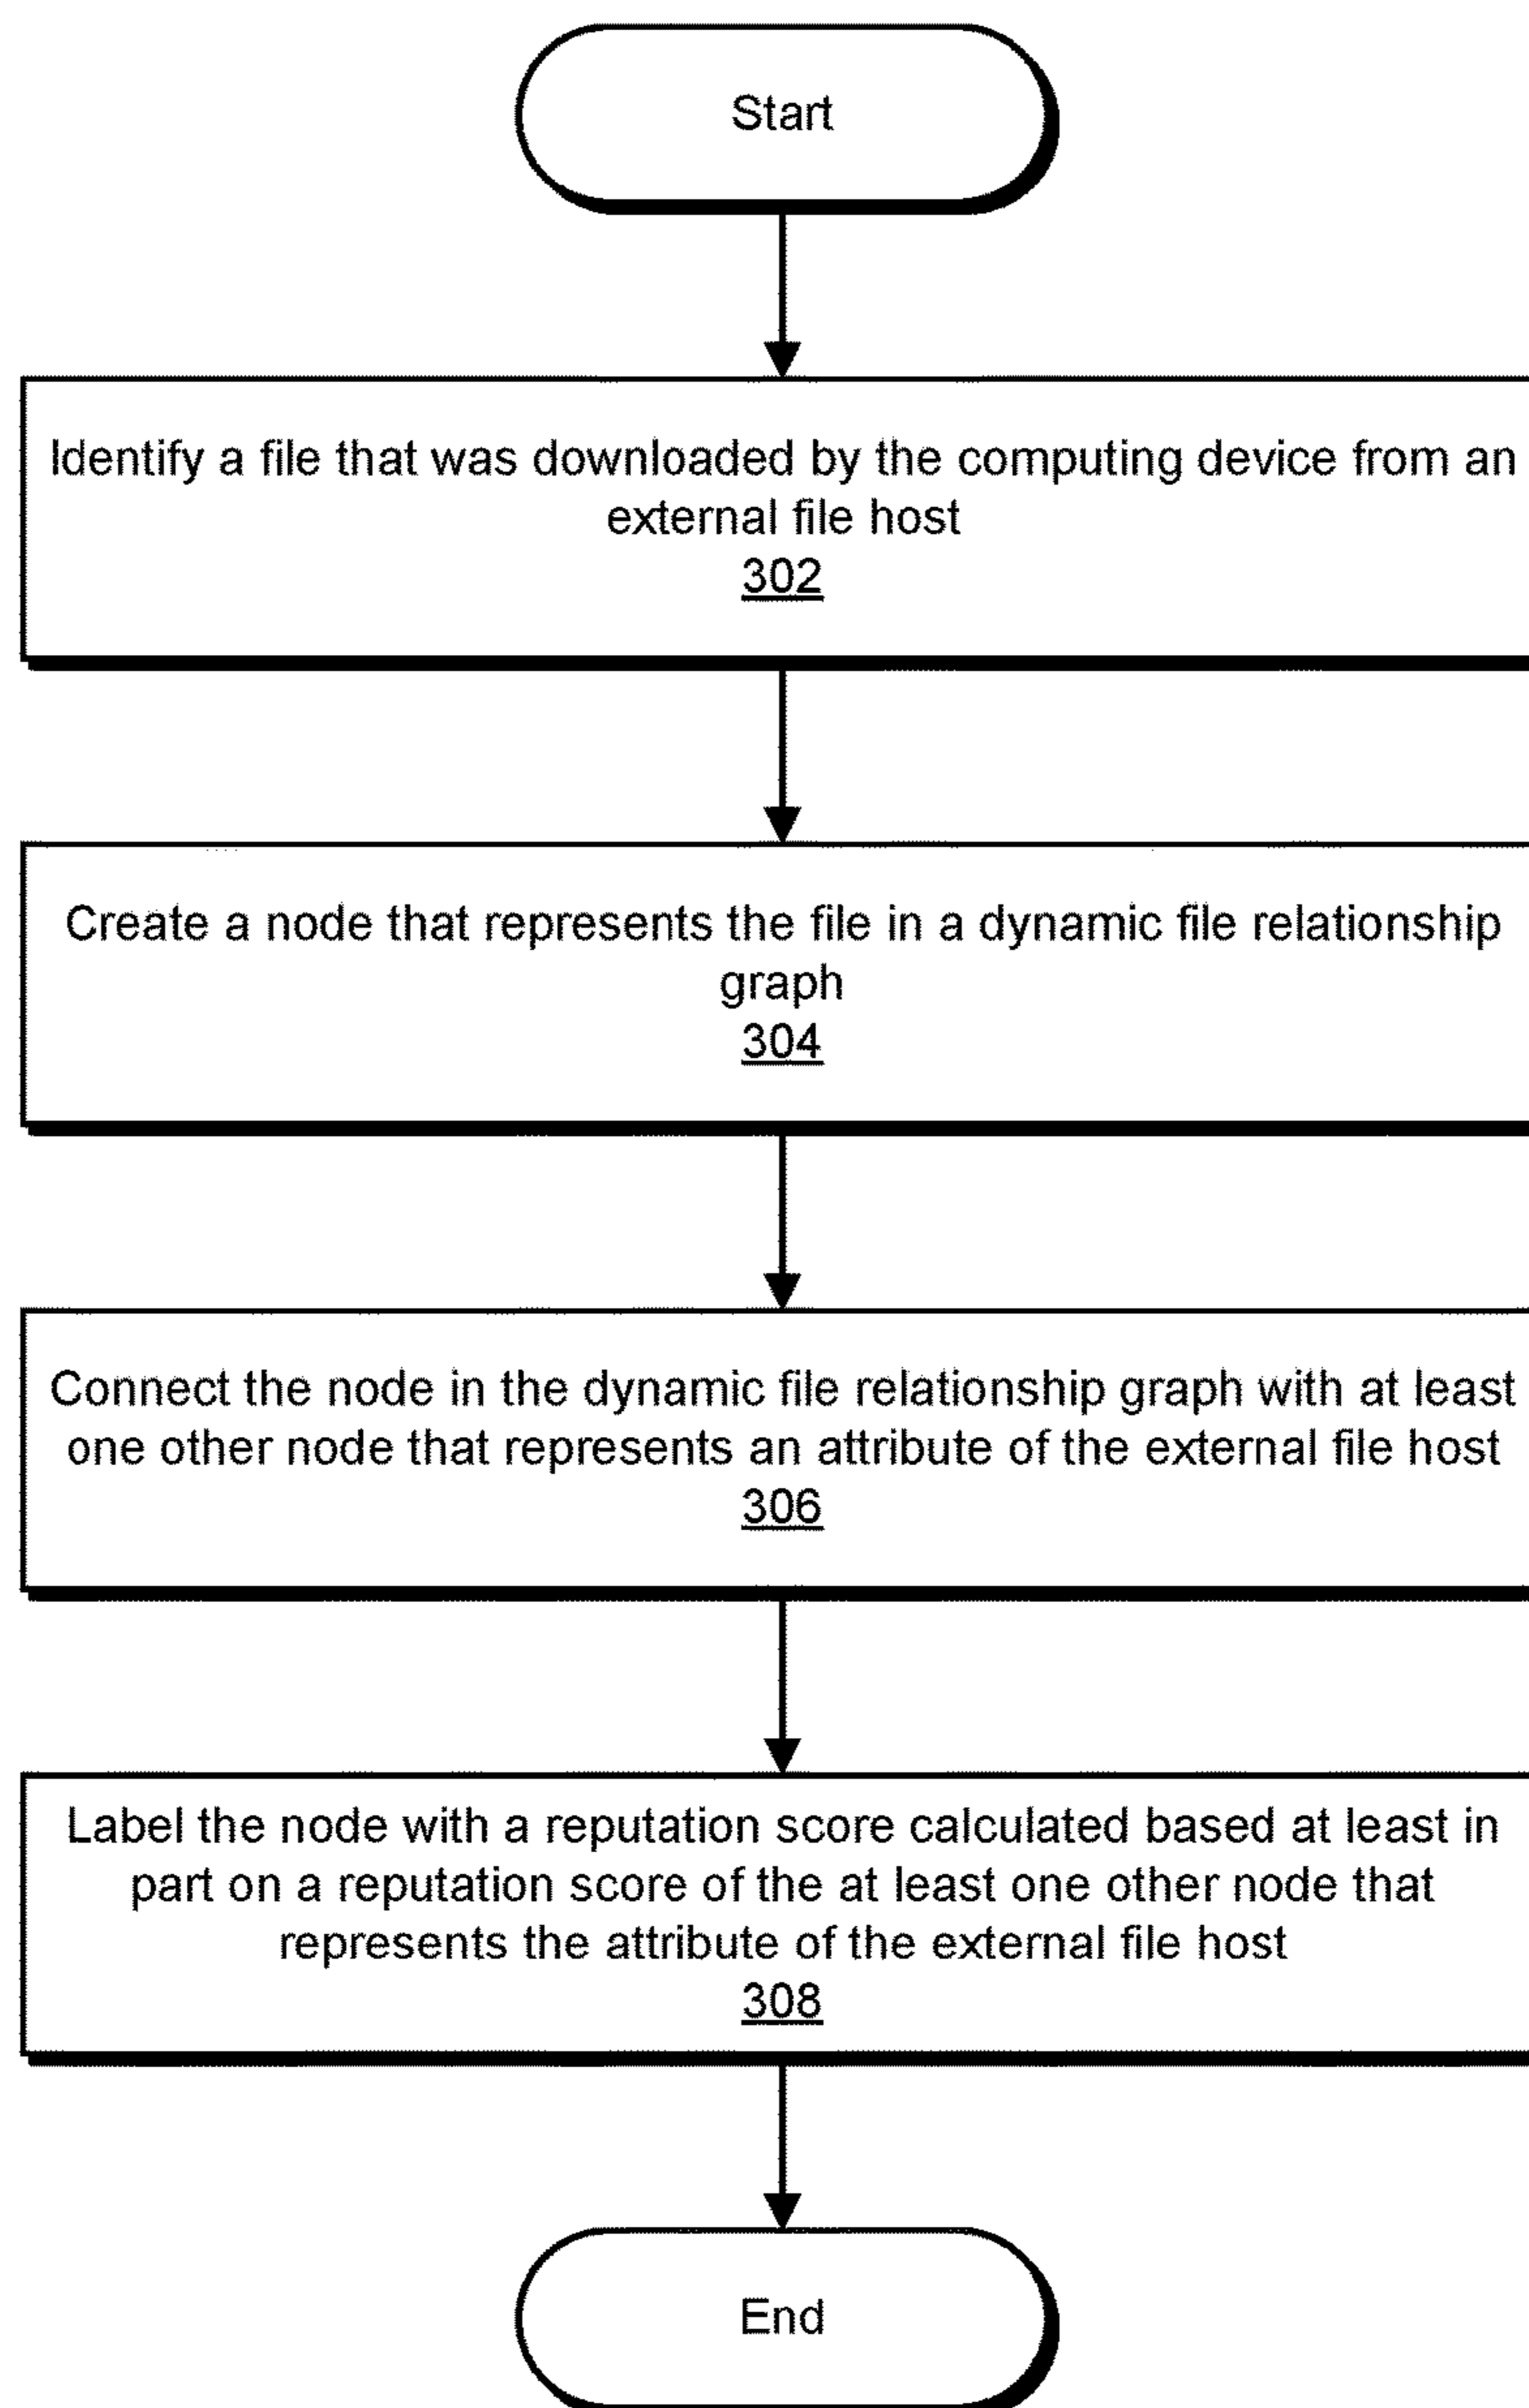 Start
Identify a file that was downloaded by the computing device from an
external file host
302
Create a node that represents the file in a dynamic file relationship
graph
304
Connect the node in the dynamic file relationship graph with at least
one other node that represents an attribute of the external file host
306
Label the node with a reputation score calculated based at least in
part on a reputation score of the at least one other node that
represents the attribute of the external file host
308
End